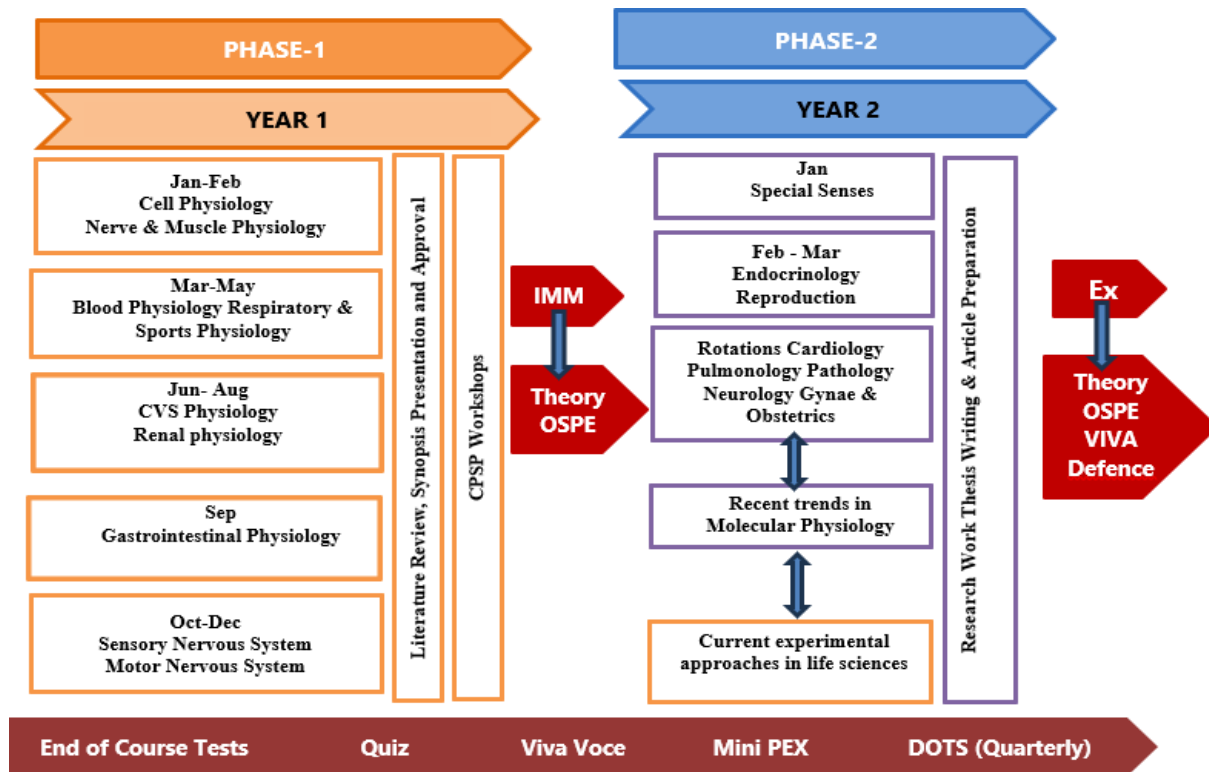 PHASE-1
YEAR 1
Jan-Feb
Cell Physiology
Nerve & Muscle Physiology
Mar-May
Blood Physiology Respiratory &
Sports Physiology
Jun- Aug
CVS Physiology
Renal physiology
Sep
Gastrointestinal Physiology
Oct-Dec
Sensory Nervous System
Motor Nervous System
Literature Review, Synopsis Presentation and Approval
CPSP Workshops
IMM
Theory
OSPE
PHASE-2
YEAR 2
Jan
Special Senses
Feb - Mar
Endocrinology
Reproduction
Rotations Cardiology
Pulmonology Pathology
Neurology Gynae &
Obstetrics
Recent trends in
Molecular Physiology
Current experimental
approaches in life sciences
Research Work Thesis Writing & Article Preparation
Ex
Theory
OSPE
VIVA
Defence
End of Course Tests Quiz Viva Voce Mini PEX DOTS (Quarterly)